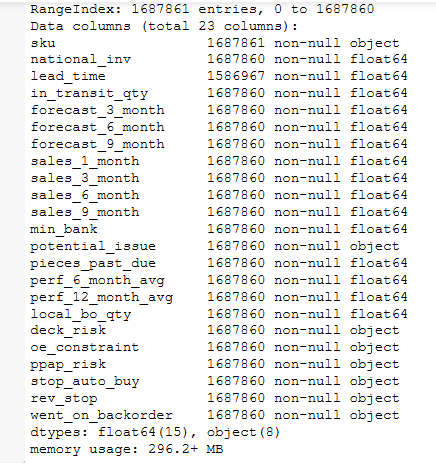 RangeIndex: 1687861 entries, 0 to 1687860
Data columns (total 23 columns):
sku 1687861 non-null object
national_inv 1687860 non-null float64
lead_time 1586967 non-null float64
in_transit_qty 1687860 non-null float64
forecast_3_month 1687860 non-null float64
forecast_6_month 1687860 non-null float64
forecast_9_month 1687860 non-null float64
sales_1_month 1687860 non-null float64
sales_3_month 1687860 non-null float64
sales_6_month 1687860 non-null float64
sales_9_month 1687860 non-null float64
min_bank 1687860 non-null float64
potential_issue 1687860 non-null object
pieces_past_due 1687860 non-null float64
perf_6_month_avg 1687860 non-null float64
perf_12_month_avg 1687860 non-null float64
local_bo_qty 1687860 non-null float64
deck_risk 1687860 non-null object
oe_constraint 1687860 non-null object
ppap_risk 1687860 non-null object
stop_auto_buy 1687860 non-null object
rev_stop 1687860 non-null object
went_on_backorder 1687860 non-null object
dtypes: float64(15), object(8)
memory usage: 296.2+ MB